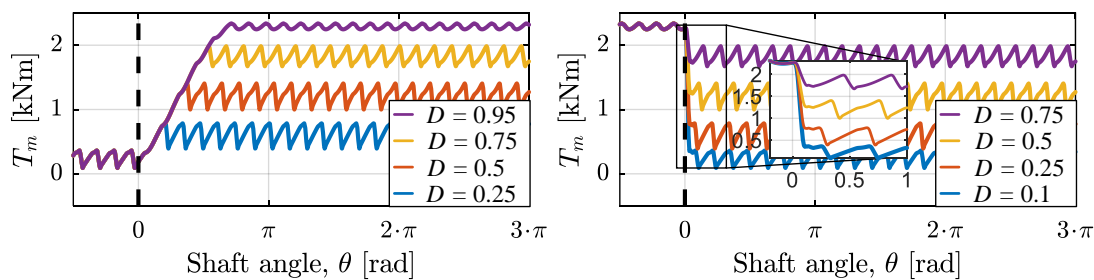 T_m [kNm]
2
1
0
D = 0.95
D = 0.75
D = 0.5
D = 0.25
0
π
2·π
3·π
Shaft angle, θ [rad]
T_m [kNm]
2
1
0
2
1.5
1
0.5
0
0.5
1
D = 0.75
D = 0.5
D = 0.25
D = 0.1
0
π
2·π
3·π
Shaft angle, θ [rad]